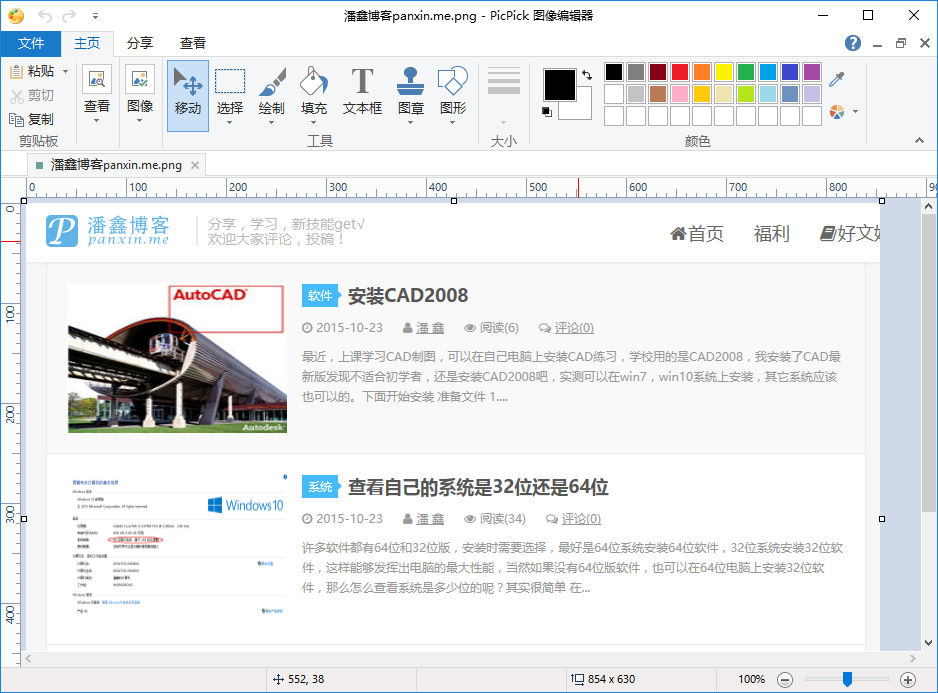 潘鑫博客panxin.me.png - PicPick 图像编辑器
文件 主页 分享 查看
粘贴
剪切
复制
剪贴板
查看
图像
移动 选择 绘制 填充 文本框 图章 图形
工具
大小
颜色
潘鑫博客panxin.me.png
0 100 200 300 400 500 600 700 800 90
0
100
200
300
400
潘鑫博客
panxin.me
分享，学习，新技能get√
欢迎大家评论，投稿！
首页 福利 好文
AutoCAD
Autodesk
软件 安装CAD2008
2015-10-23 潘 鑫 阅读(6) 评论(0)
最近，上课学习CAD制图，可以在自己电脑上安装CAD练习，学校用的是CAD2008，我安装了CAD最
新版发现不适合初学者，还是安装CAD2008吧，实测可以在win7，win10系统上安装，其它系统应该
也可以的。下面开始安装 准备文件 1....
Windows10
系统 查看自己的系统是32位还是64位
2015-10-23 潘 鑫 阅读(34) 评论(0)
许多软件都有64位和32位版，安装时需要选择，最好是64位系统安装64位软件，32位系统安装32位软
件，这样能够发挥出电脑的最大性能，当然如果没有64位版软件，也可以在64位电脑上安装32位软
件，那么怎么查看系统是多少位的呢？其实很简单 在...
552, 38
854 x 630
100%